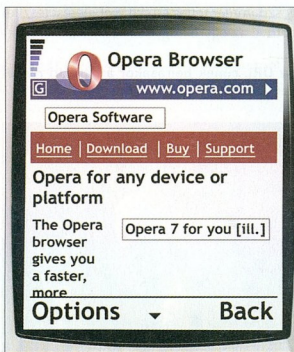 Opera Browser
G www.opera.com
Opera Software
Home | Download | Buy | Support
Opera for any device or
platform
The Opera
browser
gives you
a faster,
more
Opera 7 for you [ill.]
Options Back